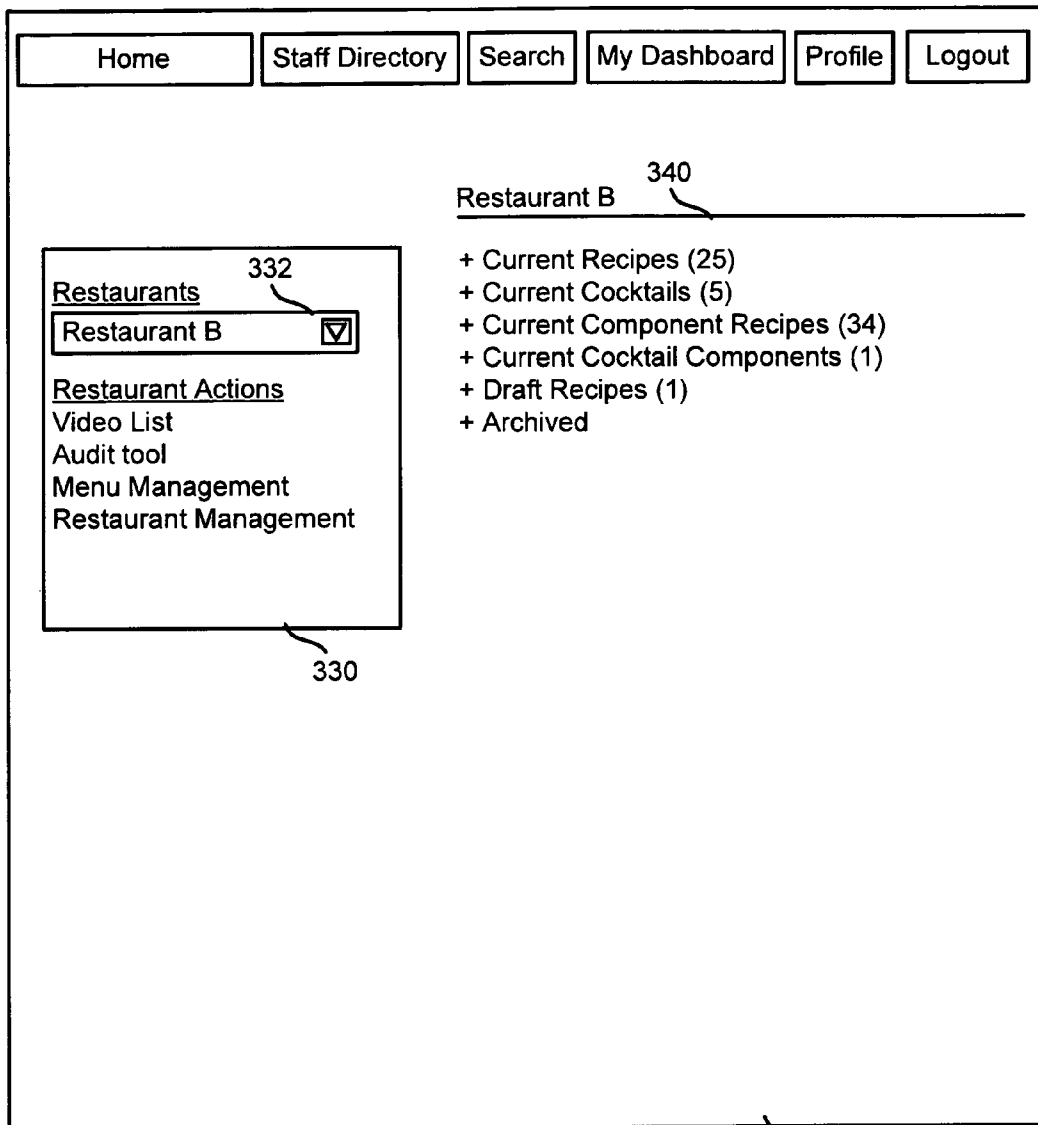 Home Staff Directory Search My Dashboard Profile Logout
340
Restaurant B
332
Restaurants
Restaurant B
Restaurant Actions
Video List
Audit tool
Menu Management
Restaurant Management
330
+ Current Recipes (25)
+ Current Cocktails (5)
+ Current Component Recipes (34)
+ Current Cocktail Components (1)
+ Draft Recipes (1)
+ Archived